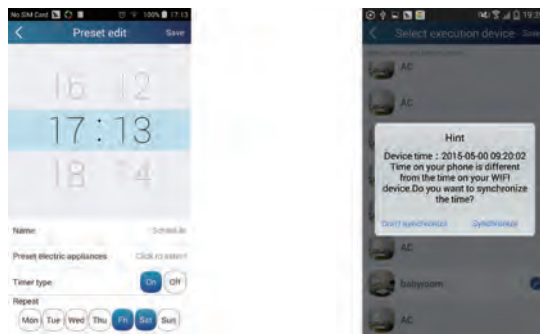 No SIM Card
100% 17:13
Preset edit
Save
16 12
17:13
18
Name
Schedule
Preset electric appliances
Click to select
Timer type
On
Off
Repeat
Mon
Tue
Wed
Thu
Fri
Sat
Sun
Select execution device
Save
AC
AC
Hint
Device time : 2015-05-00 09:20:02
Time on your phone is different
from the time on your WIFI
device.Do you want to synchronize
the time?
Don't synchronized
Synchronize
AC
babyroom
AC